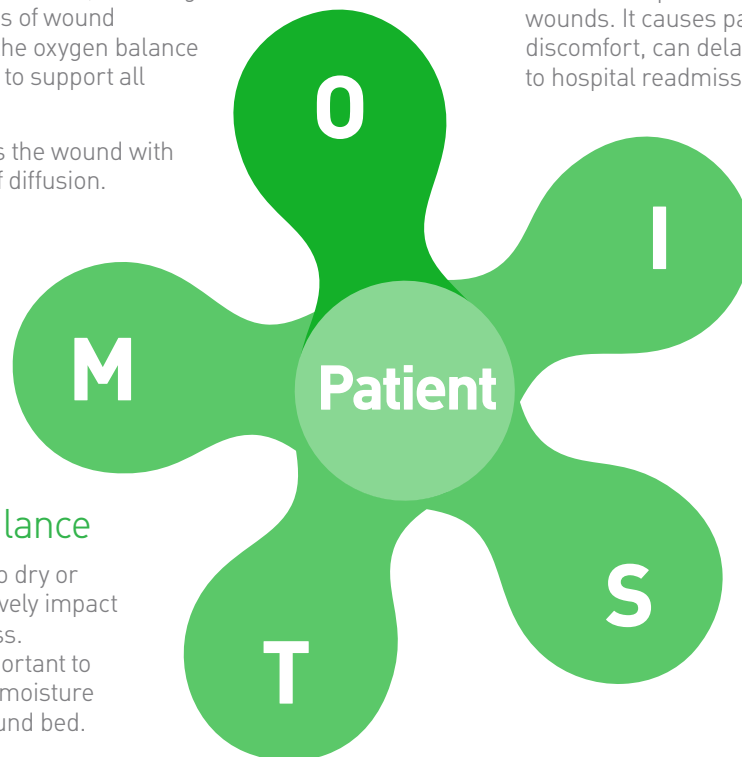 s of wound
he oxygen balance
to support all
s the wound with
f diffusion.
wounds. It causes pa
discomfort, can dela
to hospital readmiss
O
I
M
Patient
S
T
lance
o dry or
vely impact
ss.
ortant to
moisture
und bed.